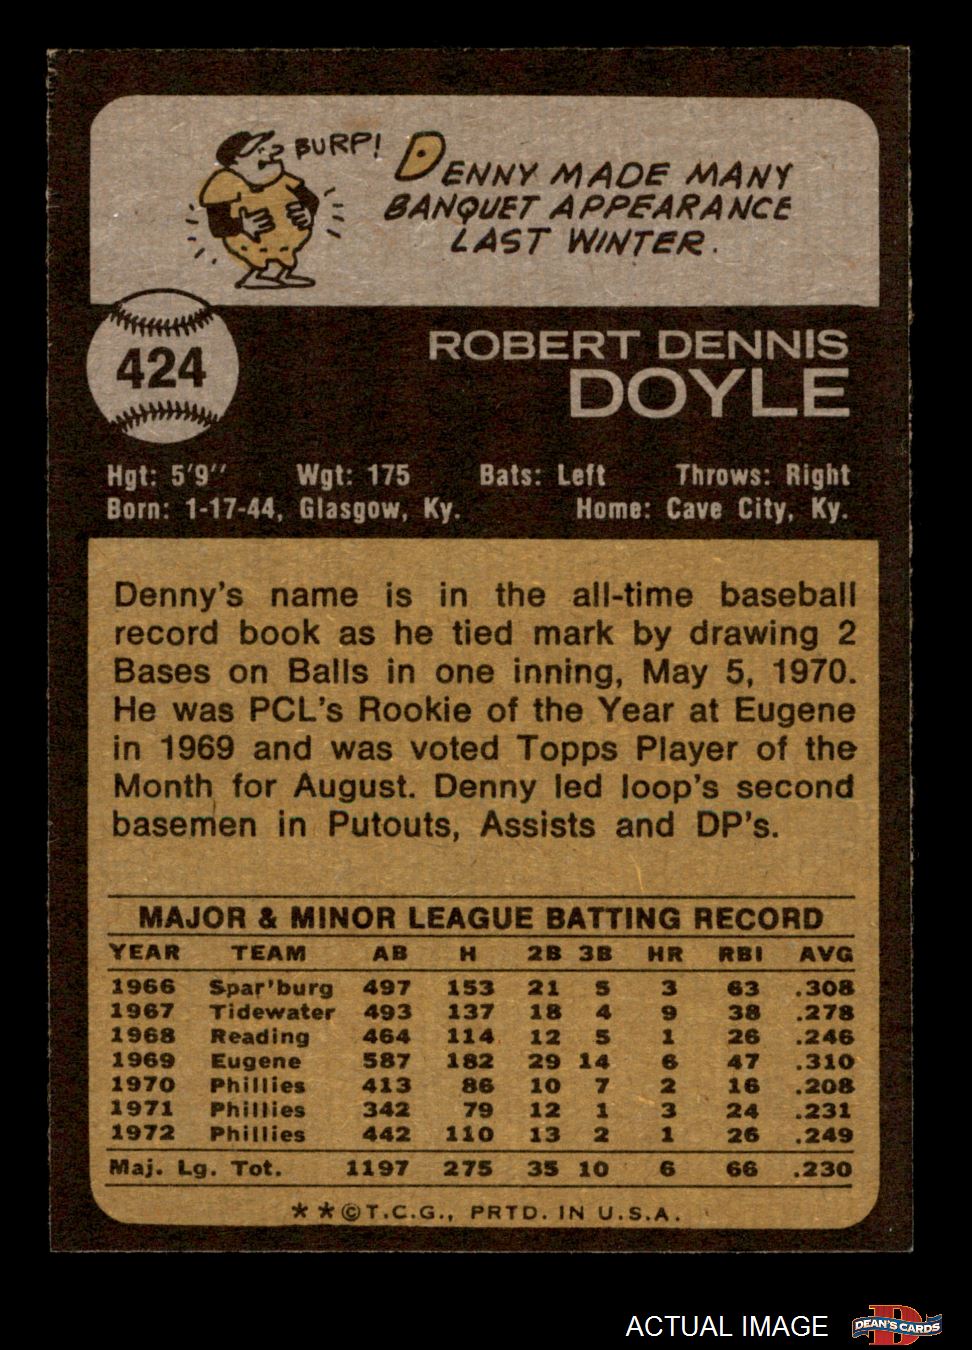 BURP!
DENNY MADE MANY
BANQUET APPEARANCE
LAST WINTER.
424
ROBERT DENNIS
DOYLE
Hgt: 5'9" Wgt: 175 Bats: Left Throws: Right
Born: 1-17-44, Glasgow, Ky. Home: Cave City, Ky.
Denny's name is in the all-time baseball
record book as he tied mark by drawing 2
Bases on Balls in one inning, May 5, 1970.
He was PCL's Rookie of the Year at Eugene
in 1969 and was voted Topps Player of the
Month for August. Denny led loop's second
basemen in Putouts, Assists and DP's.
MAJOR & MINOR LEAGUE BATTING RECORD
YEAR TEAM AB H 2B 3B HR RBI AVG
1966 Spar'burg 497 153 21 5 3 63 .308
1967 Tidewater 493 137 18 4 9 38 .278
1968 Reading 464 114 12 5 1 26 .246
1969 Eugene 587 182 29 14 6 47 .310
1970 Phillies 413 86 10 7 2 16 .208
1971 Phillies 342 79 12 1 3 24 .231
1972 Phillies 442 110 13 2 1 26 .249
Maj. Lg. Tot. 1197 275 35 10 6 66 .230
**©T.C.G., PRTD. IN U.S.A.
ACTUAL IMAGE
D
DEAN'S CARDS